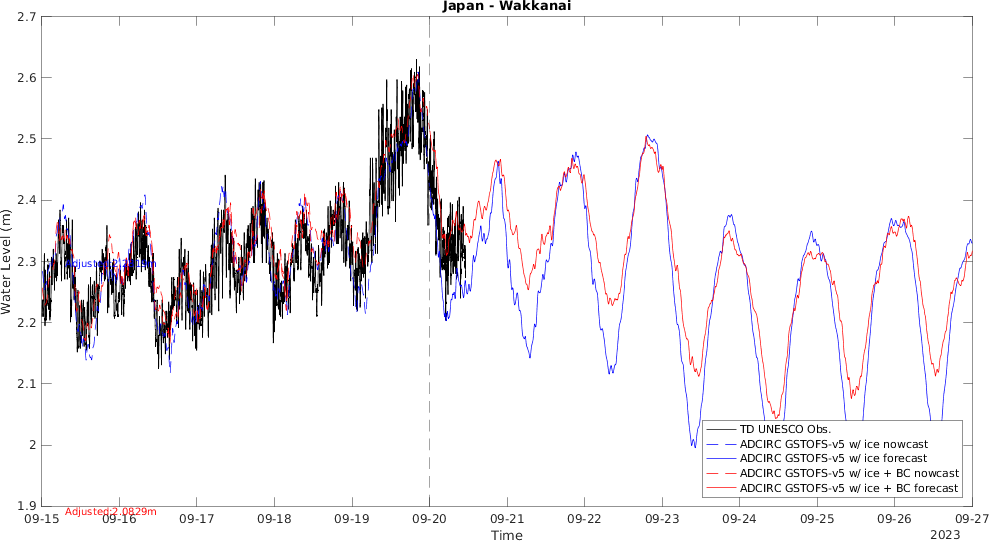 Japan - Wakkanai
2.7
2.6
2.5
2.4
2.3
2.2
2.1
2
1.9
Water Level (m)
Adjusted:2.0829m
TD UNESCO Obs.
ADCIRC GSTOFS-v5 w/ ice nowcast
ADCIRC GSTOFS-v5 w/ ice forecast
ADCIRC GSTOFS-v5 w/ ice + BC nowcast
ADCIRC GSTOFS-v5 w/ ice + BC forecast
09-15 09-16 09-17 09-18 09-19 09-20 09-21 09-22 09-23 09-24 09-25 09-26 09-27
Time
2023